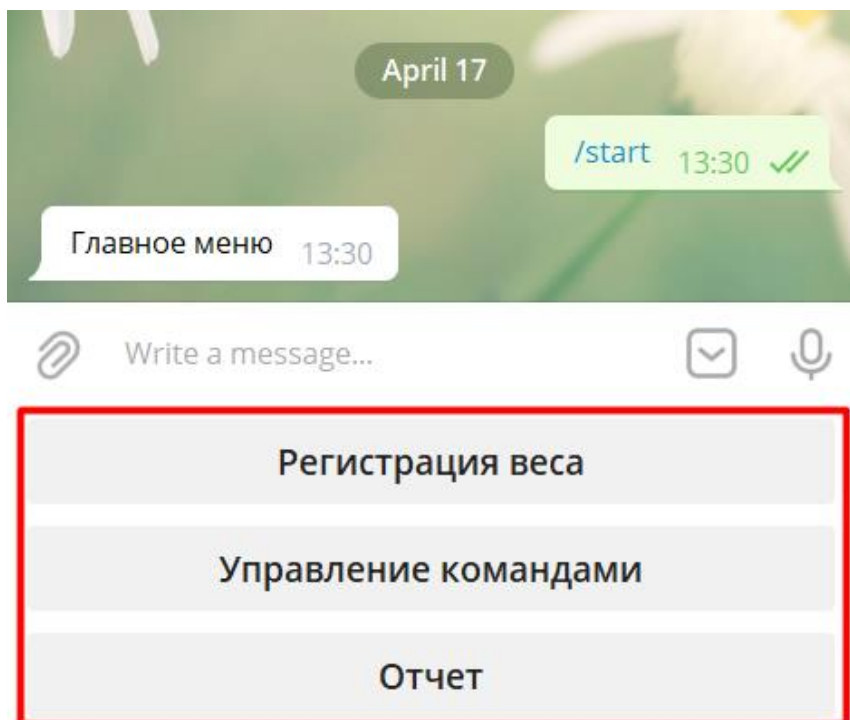 April 17
/start 13:30
Главное меню 13:30
Write a message...
Регистрация веса
Управление командами
Отчет